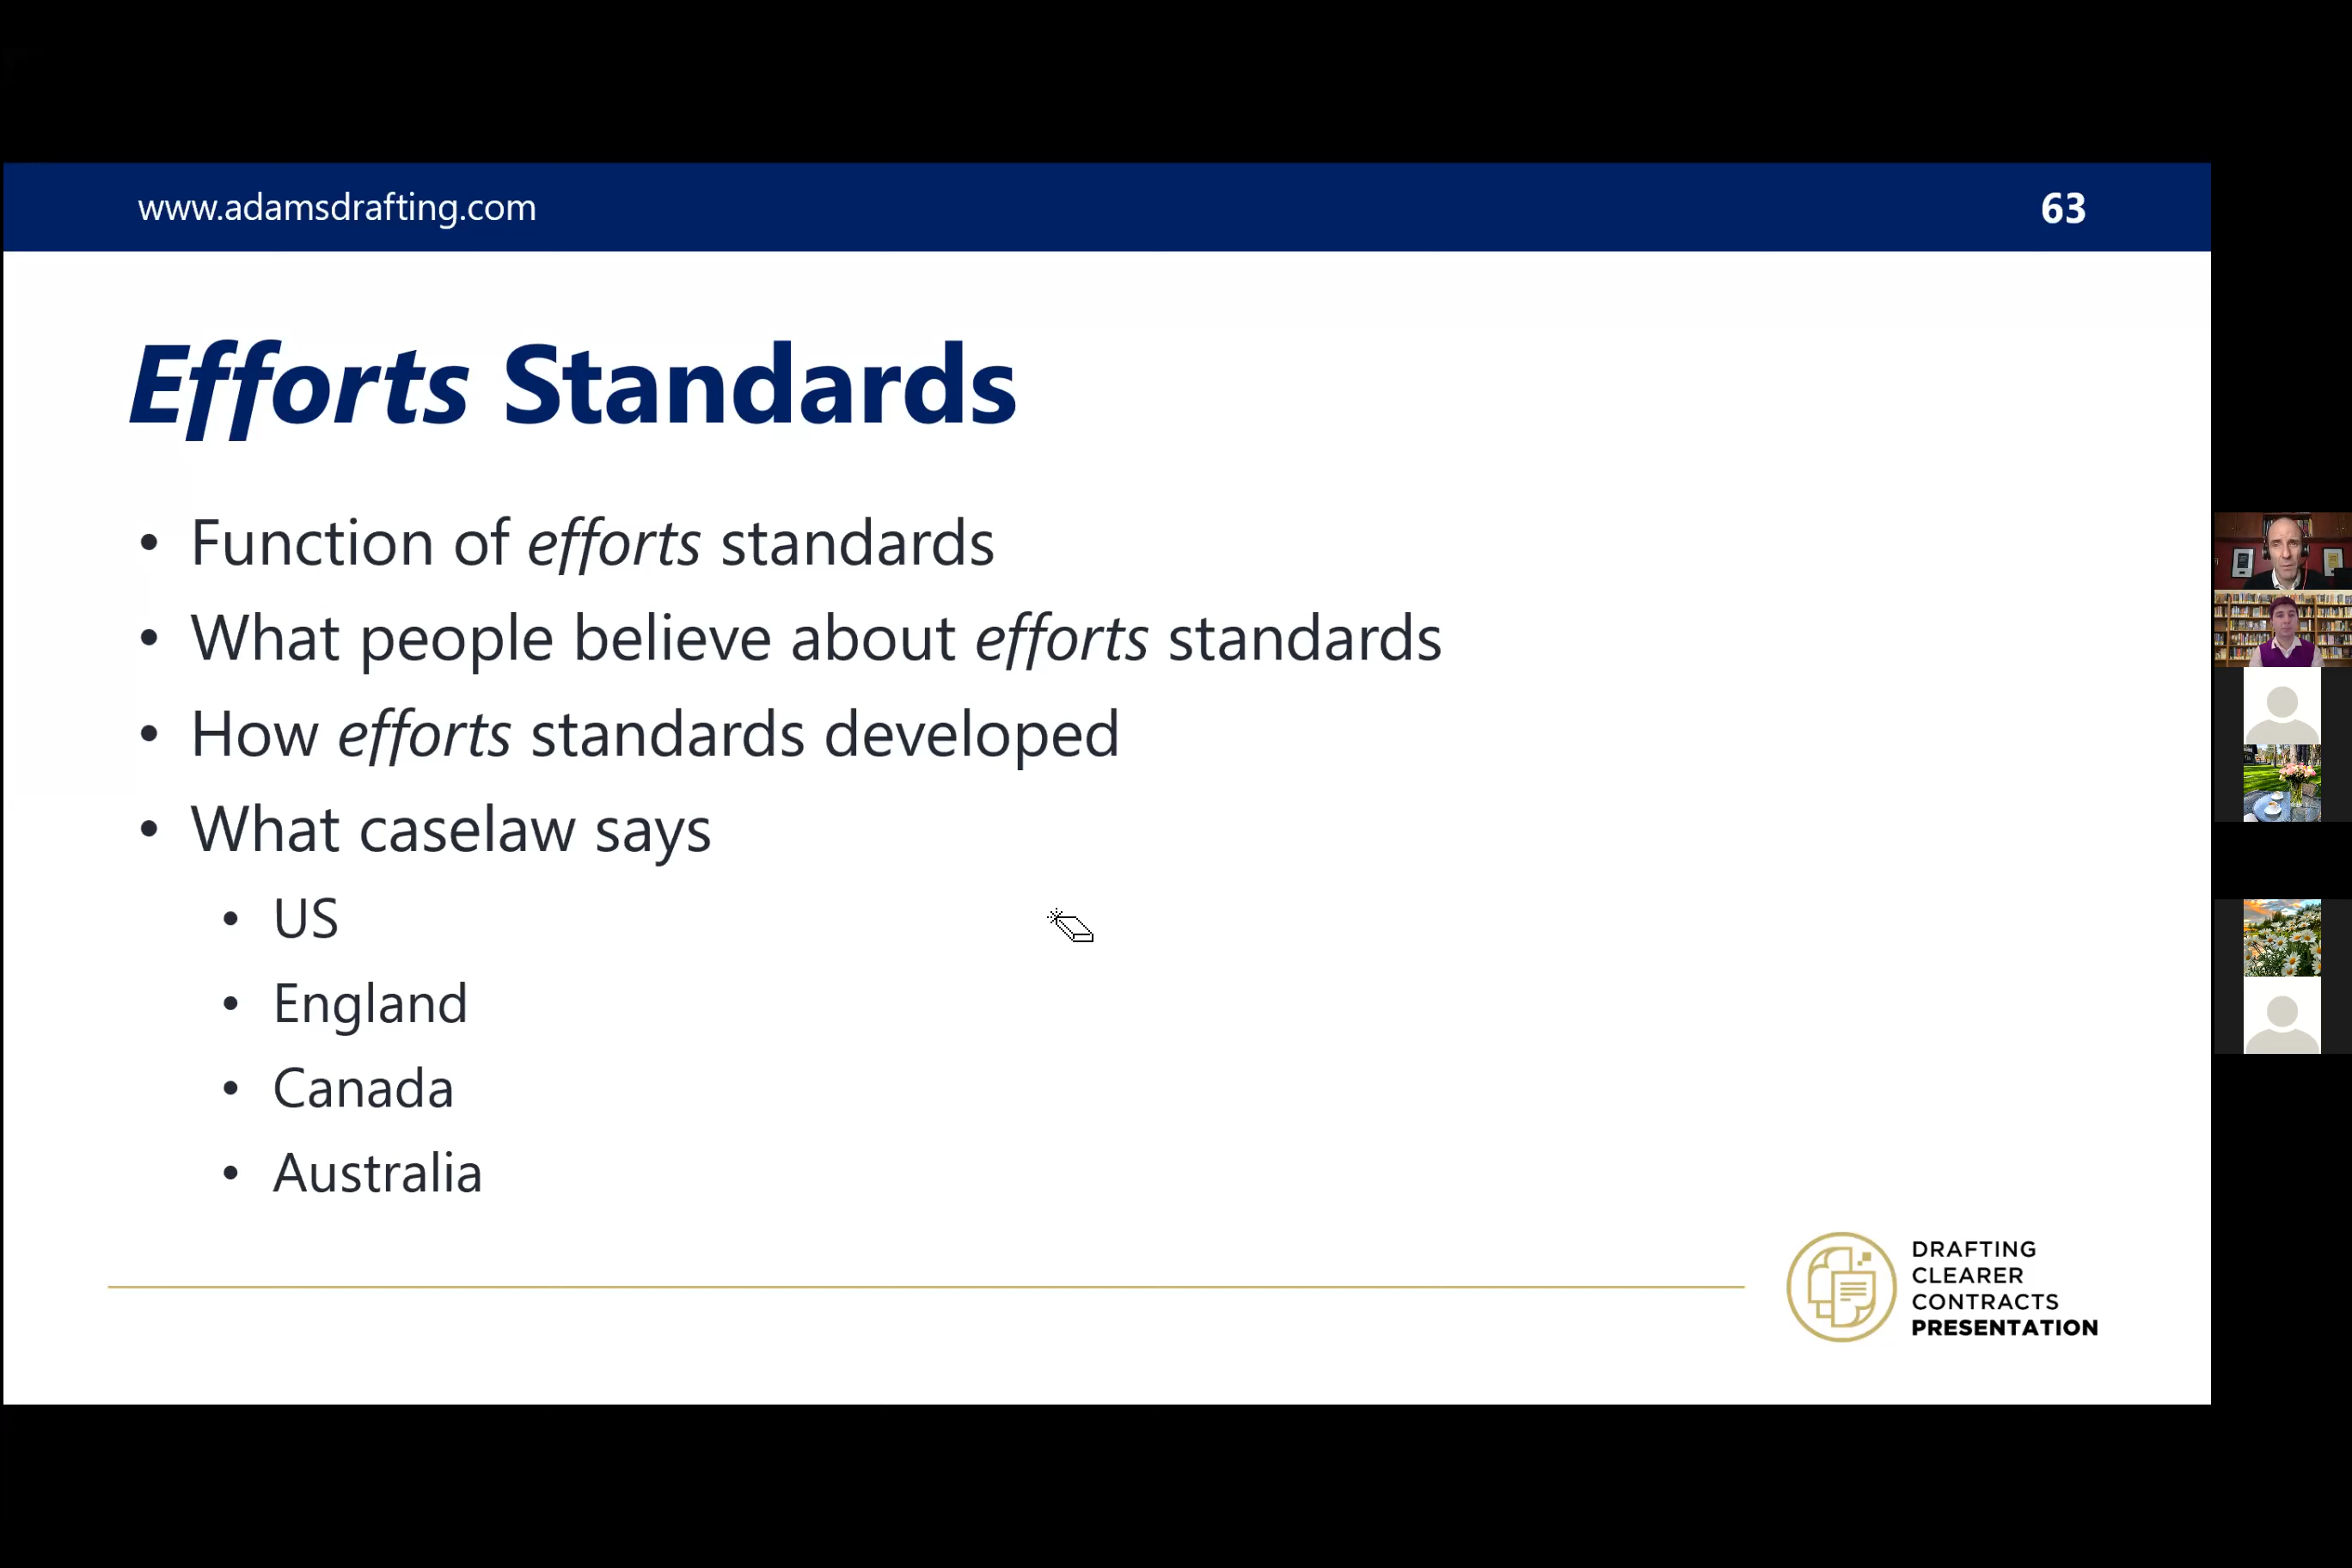 www.adamsdrafting.com
63
Efforts Standards
• Function of efforts standards
• What people believe about efforts standards
• How efforts standards developed
• What caselaw says
• US
• England
• Canada
• Australia
DRAFTING
CLEARER
CONTRACTS
PRESENTATION